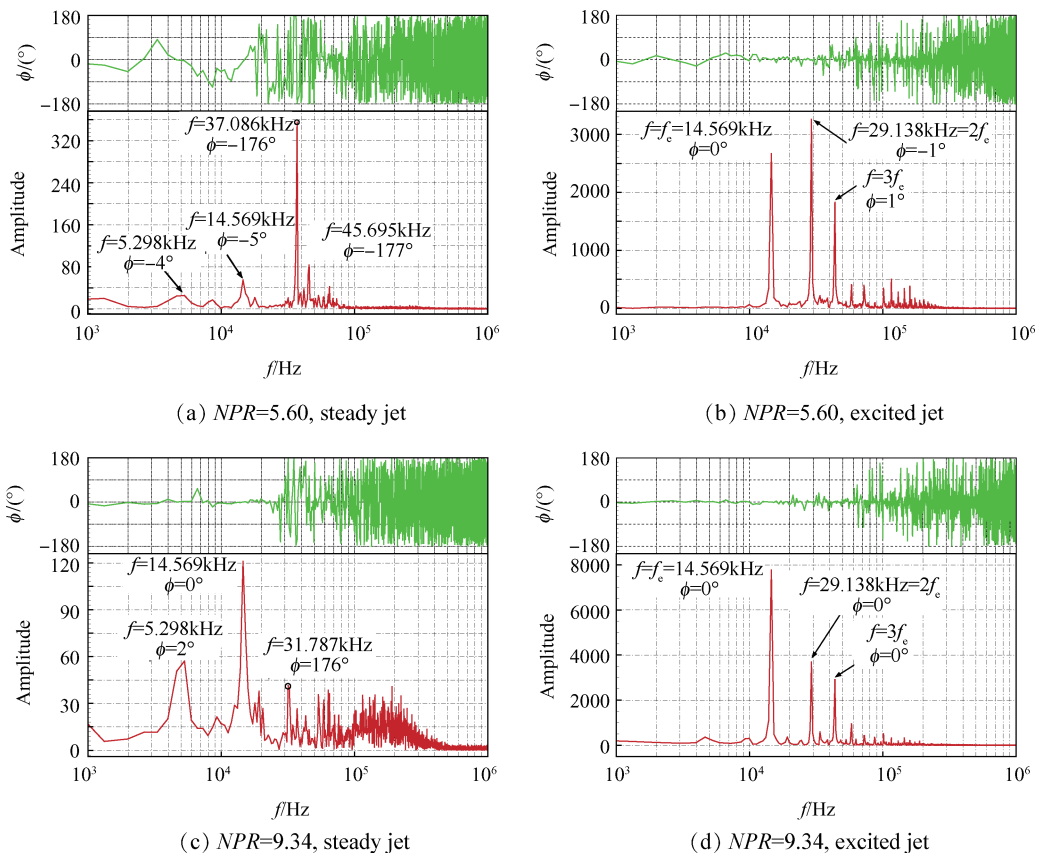 180
0
−180
ϕ/(°)
f=37.086kHz
ϕ=−176°
f=14.569kHz
ϕ=−5°
f=5.298kHz
ϕ=−4°
f=45.695kHz
ϕ=−177°
320
240
160
80
0
Amplitude
10³ 10⁴ 10⁵ 10⁶
f/Hz
(a) NPR=5.60, steady jet
180
0
−180
ϕ/(°)
f=fₑ=14.569kHz
ϕ=0°
f=29.138kHz=2fₑ
ϕ=−1°
f=3fₑ
ϕ=1°
3000
2000
1000
0
Amplitude
10³ 10⁴ 10⁵ 10⁶
f/Hz
(b) NPR=5.60, excited jet
180
0
−180
ϕ/(°)
f=14.569kHz
ϕ=0°
f=5.298kHz
ϕ=2°
f=31.787kHz
ϕ=176°
120
90
60
30
0
Amplitude
10³ 10⁴ 10⁵ 10⁶
f/Hz
(c) NPR=9.34, steady jet
180
0
−180
ϕ/(°)
f=fₑ=14.569kHz
ϕ=0°
f=29.138kHz=2fₑ
ϕ=0°
f=3fₑ
ϕ=0°
8000
6000
4000
2000
0
Amplitude
10³ 10⁴ 10⁵ 10⁶
f/Hz
(d) NPR=9.34, excited jet